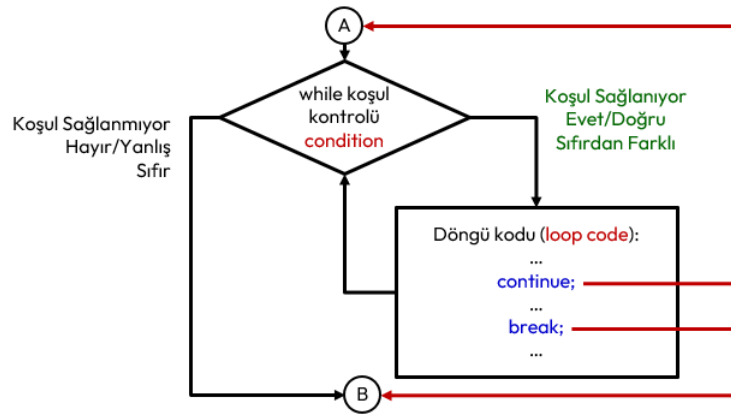 A
while koşul
kontrolü
condition
Koşul Sağlanmıyor
Hayır/Yanlış
Sıfır
Koşul Sağlanıyor
Evet/Doğru
Sıfırdan Farklı
Döngü kodu (loop code):
...
continue;
...
break;
...
B